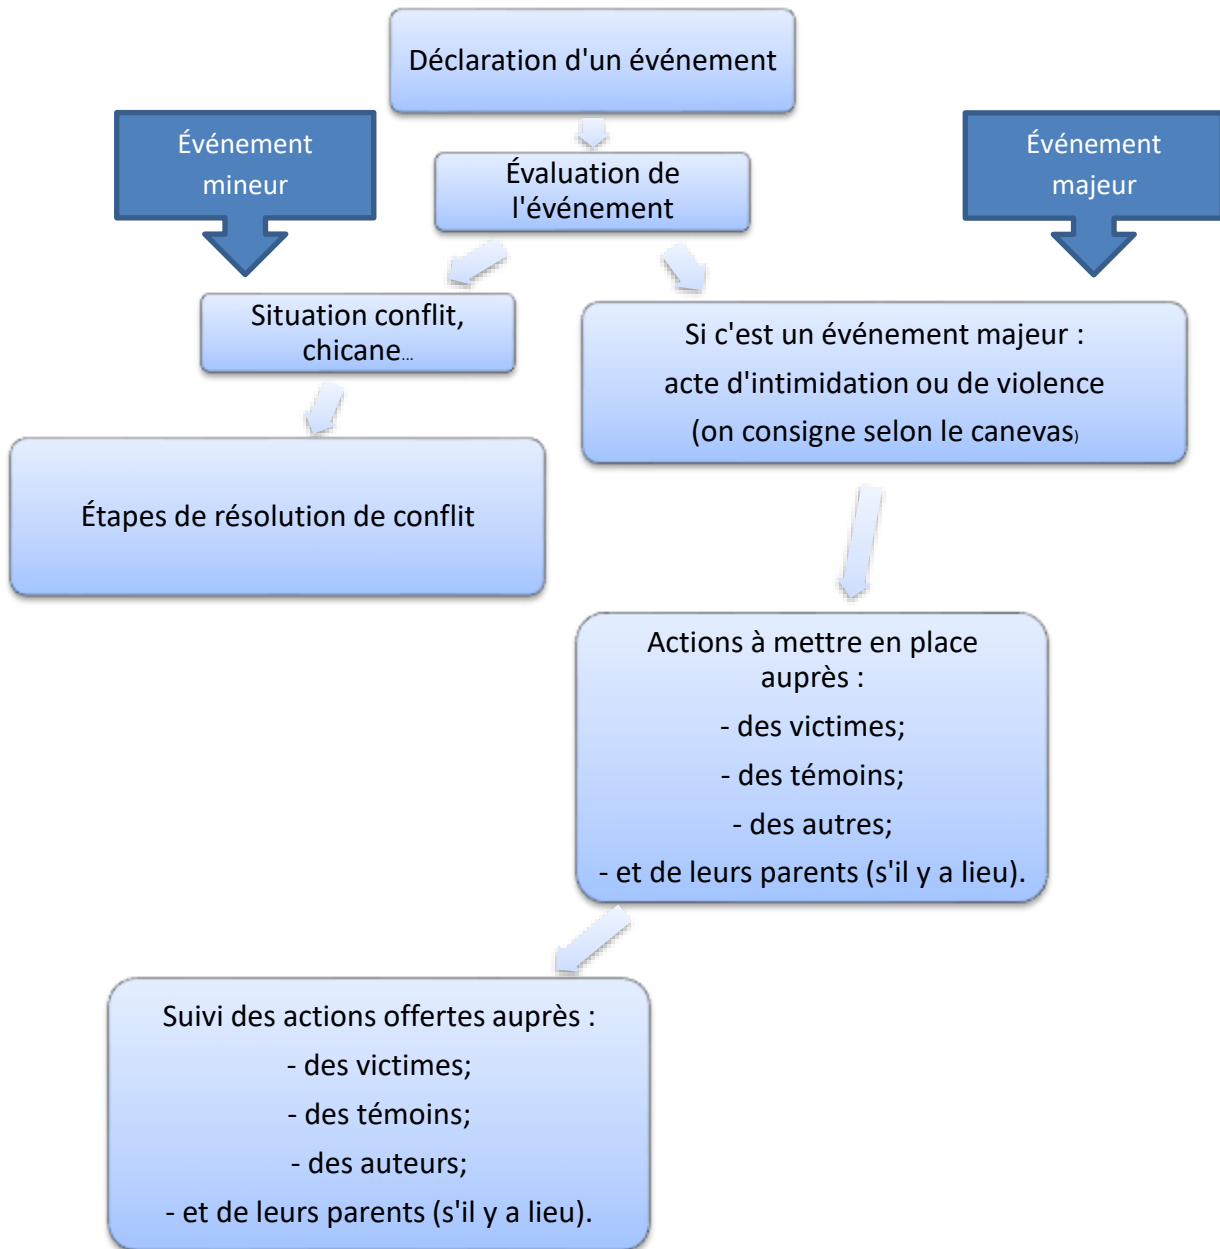 Déclaration d'un événement
Événement
mineur
Événement
majeur
Évaluation de
l'événement
Situation conflit,
chicane...
Si c'est un événement majeur :
acte d'intimidation ou de violence
(on consigne selon le canevas)
Étapes de résolution de conflit
Actions à mettre en place
auprès :
- des victimes;
- des témoins;
- des autres;
- et de leurs parents (s'il y a lieu).
Suivi des actions offertes auprès :
- des victimes;
- des témoins;
- des auteurs;
- et de leurs parents (s'il y a lieu).